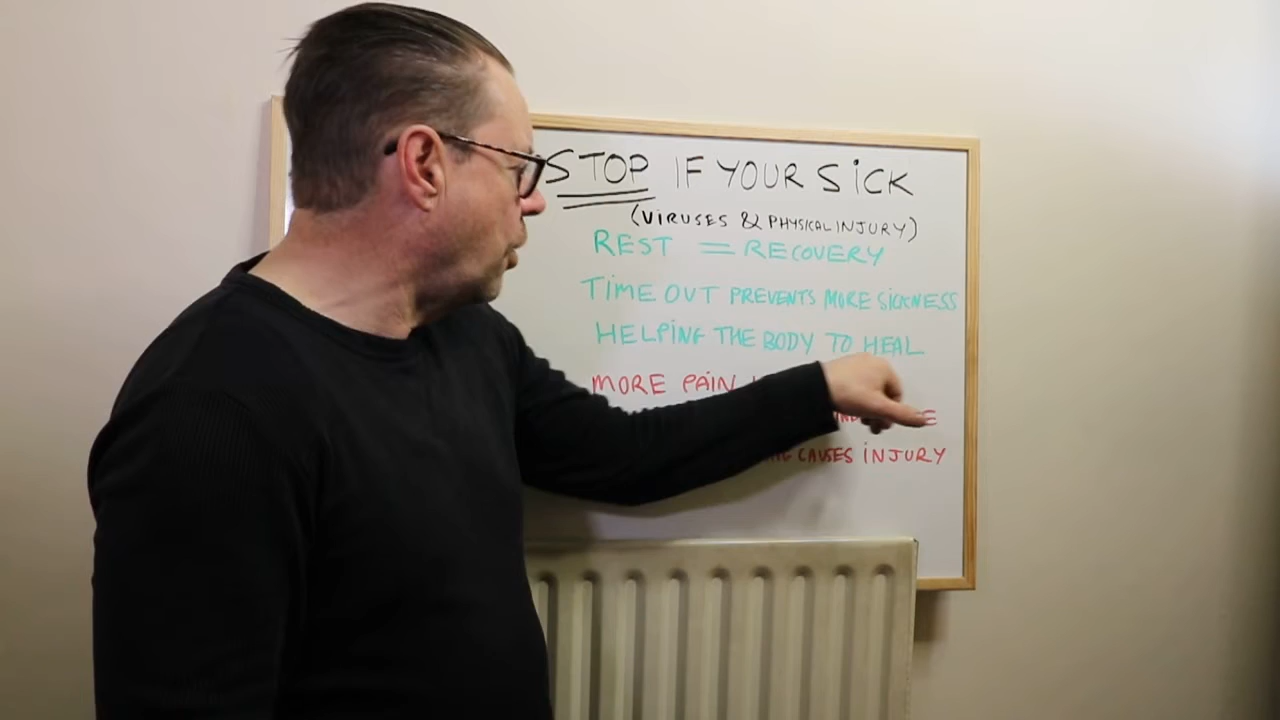 STOP IF YOUR SiCK
(ViRUSES & PHYSiCAL iNJURY)
REST = RECOVERY
TiME OUT PREVENTS MORE SiCKNESS
HELPiNG THE BODY TO HEAL
MORE PAiN
CAUSES iNJURY